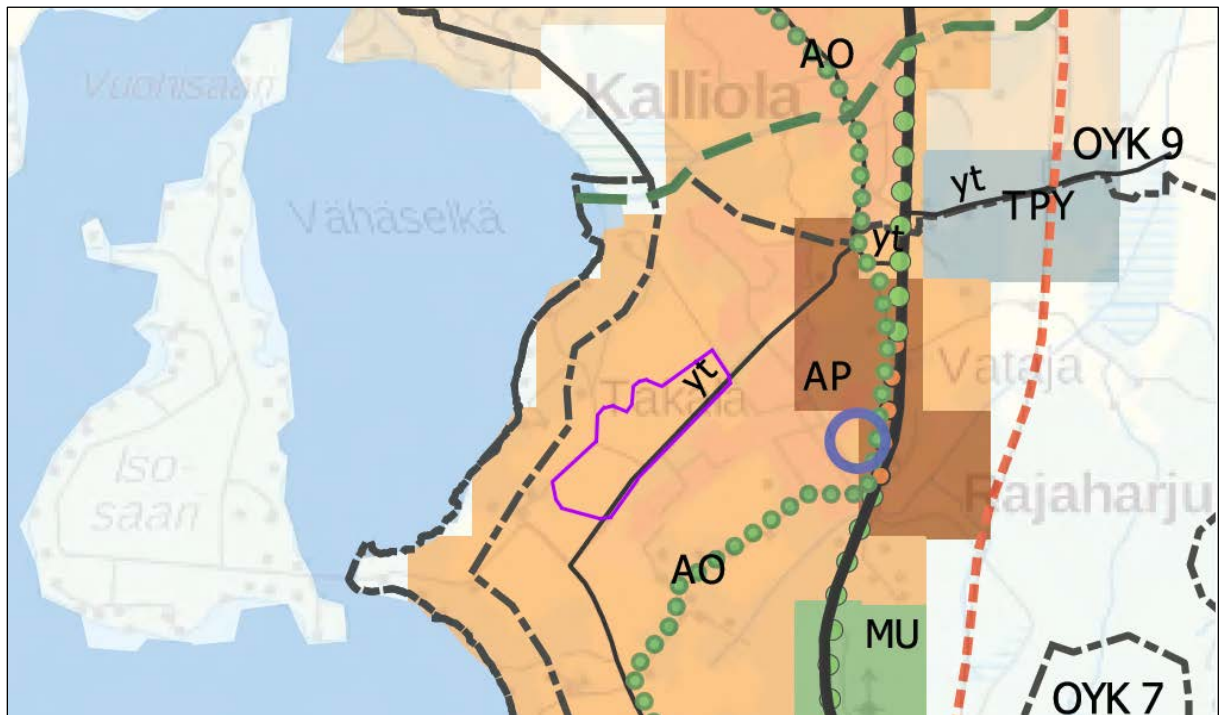 AO
Vuohisaari
Kalliola
OYK 9
yt
TPY
Vähäselkä
yt
Vataja
AP
yt
Takala
Iso-
saari
Rajaharju
AO
MU
OYK 7